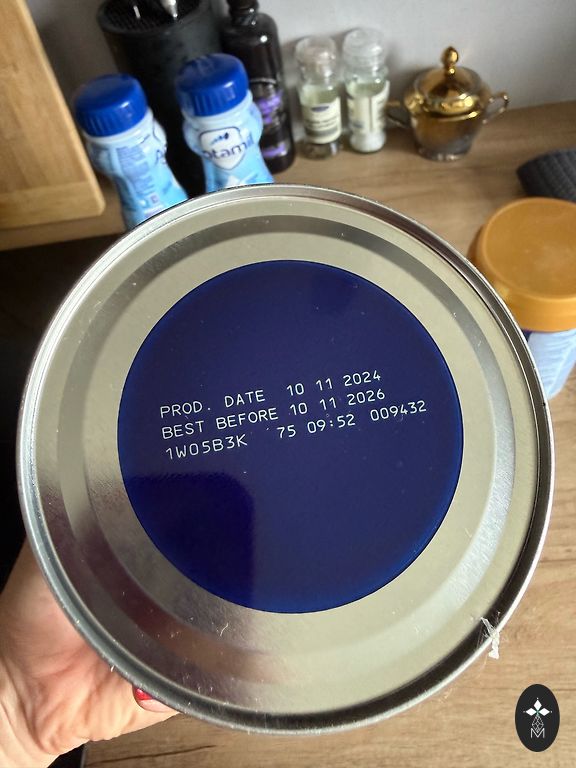 PROD. DATE 10 11 2024
BEST BEFORE 10 11 2026
1W05B3K 75 09:52 009432
M